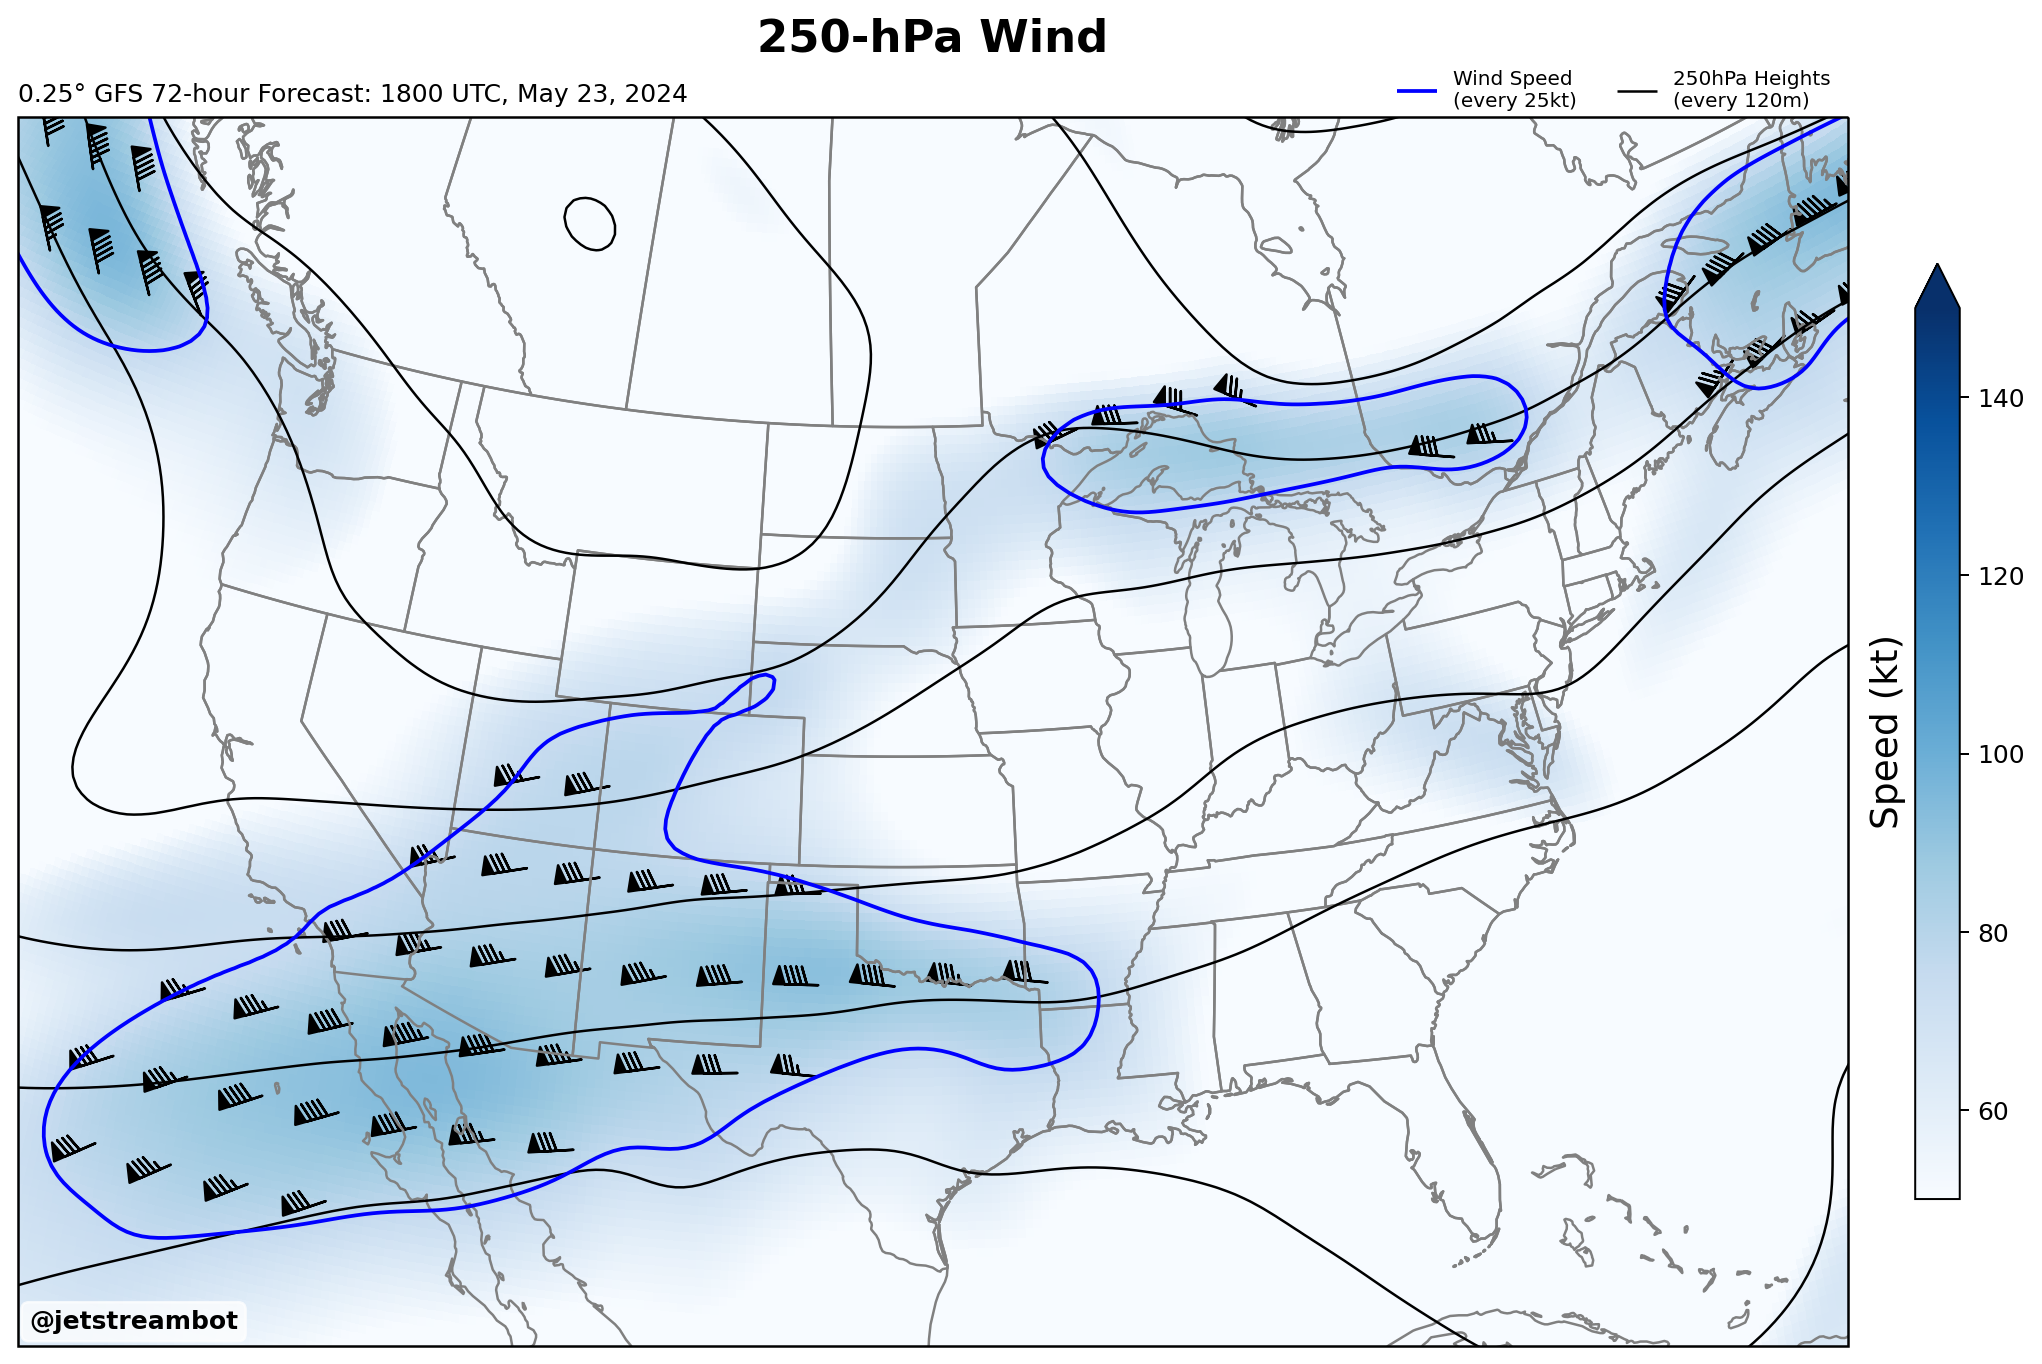 250-hPa Wind
0.25° GFS 72-hour Forecast: 1800 UTC, May 23, 2024
Wind Speed
(every 25kt)
250hPa Heights
(every 120m)
140
120
100
80
60
Speed (kt)
@jetstreambot